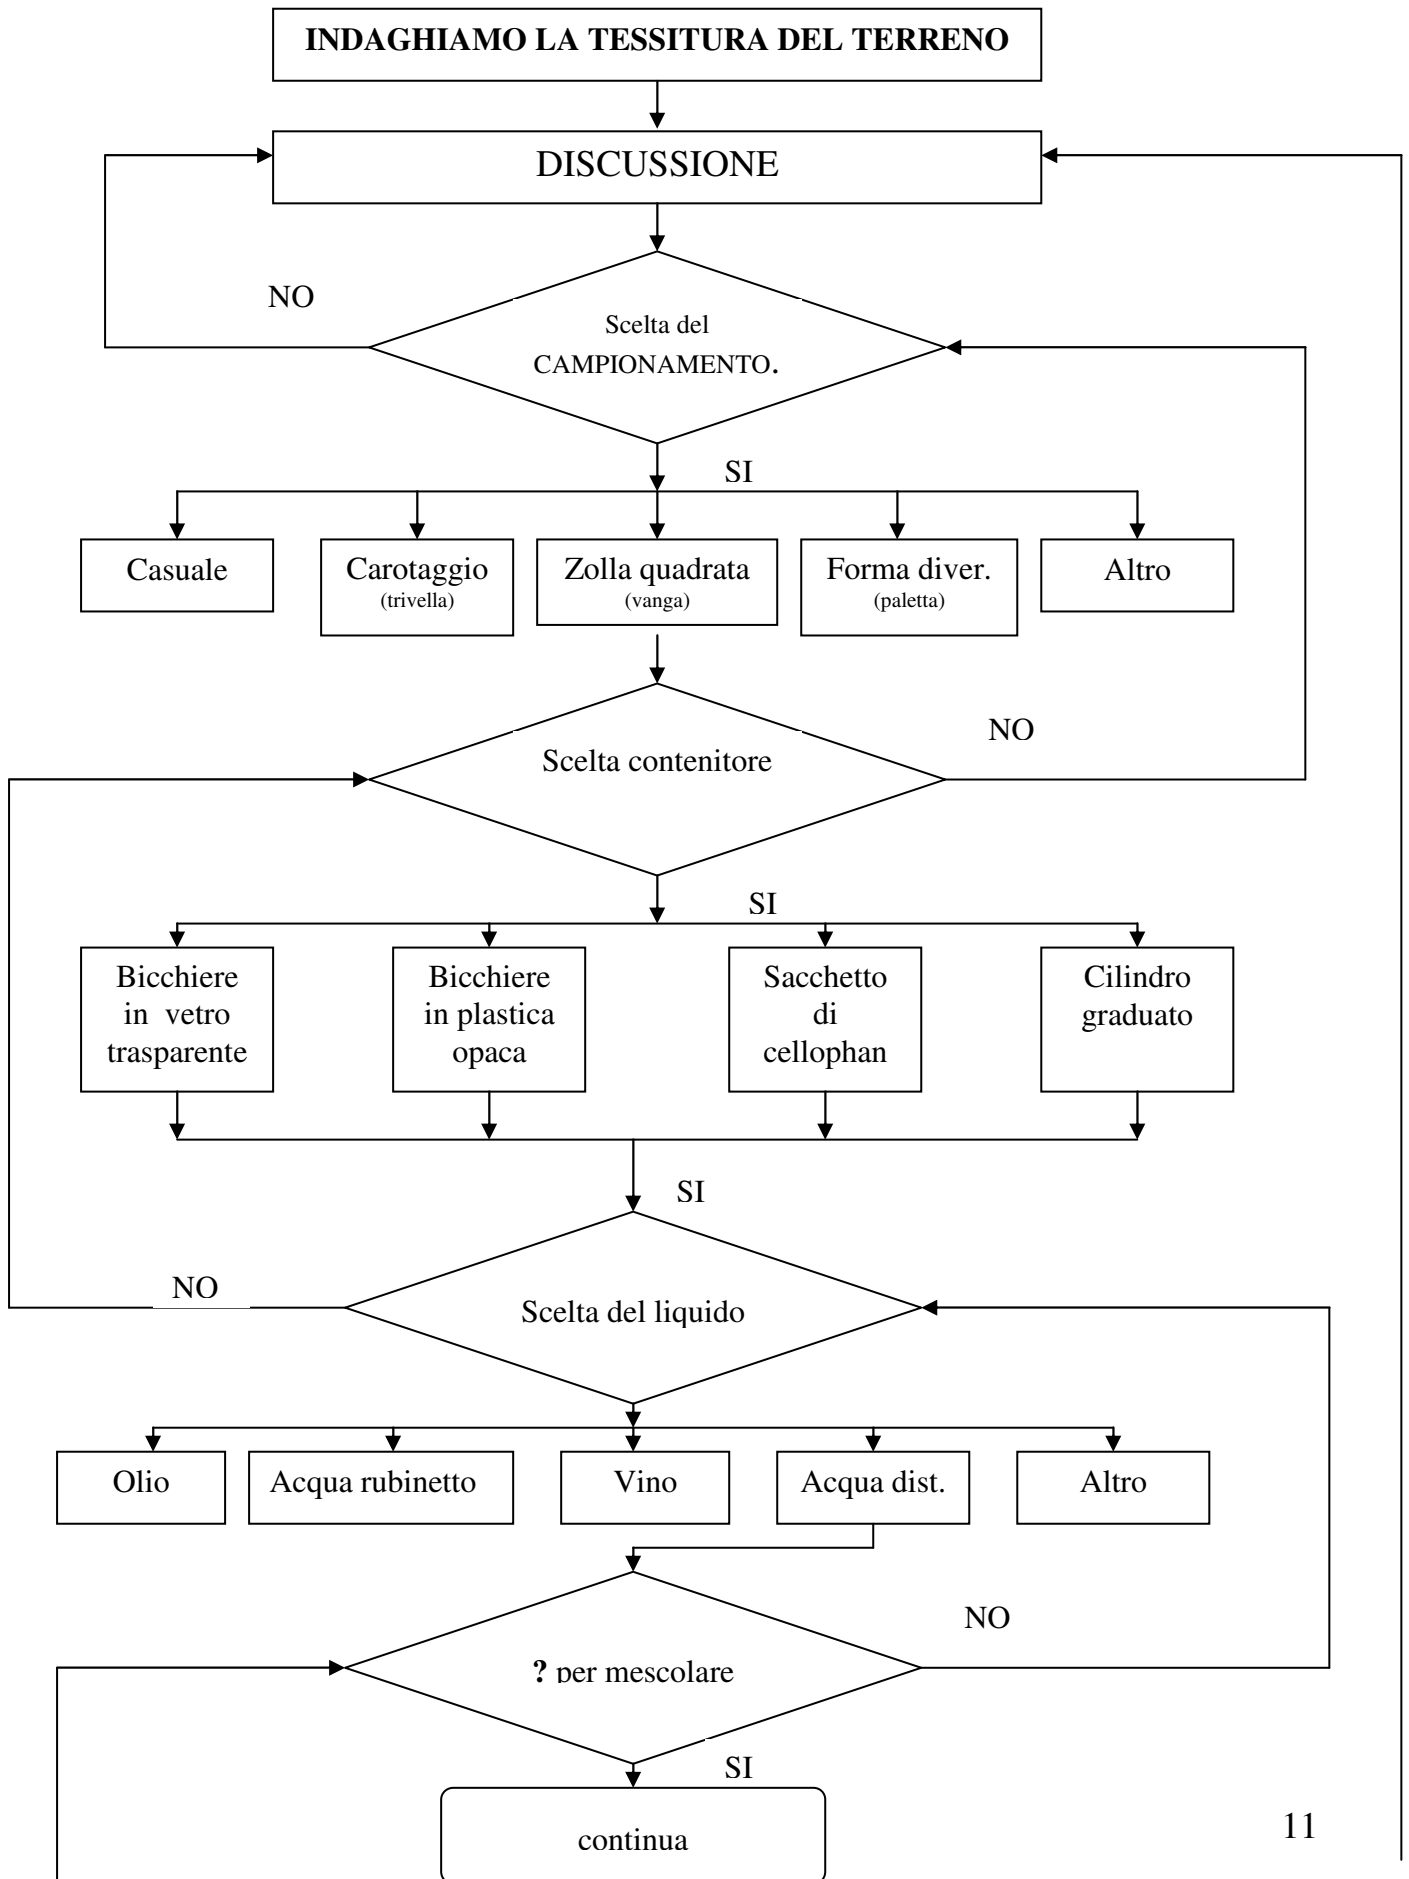 INDAGHIAMO LA TESSITURA DEL TERRENO
DISCUSSIONE
NO
Scelta del
CAMPIONAMENTO.
SI
Casuale
Carotaggio
(trivella)
Zolla quadrata
(vanga)
Forma diver.
(paletta)
Altro
NO
Scelta contenitore
SI
Bicchiere
in vetro
trasparente
Bicchiere
in plastica
opaca
Sacchetto
di
cellophan
Cilindro
graduato
SI
NO
Scelta del liquido
Olio
Acqua rubinetto
Vino
Acqua dist.
Altro
NO
? per mescolare
SI
continua
11